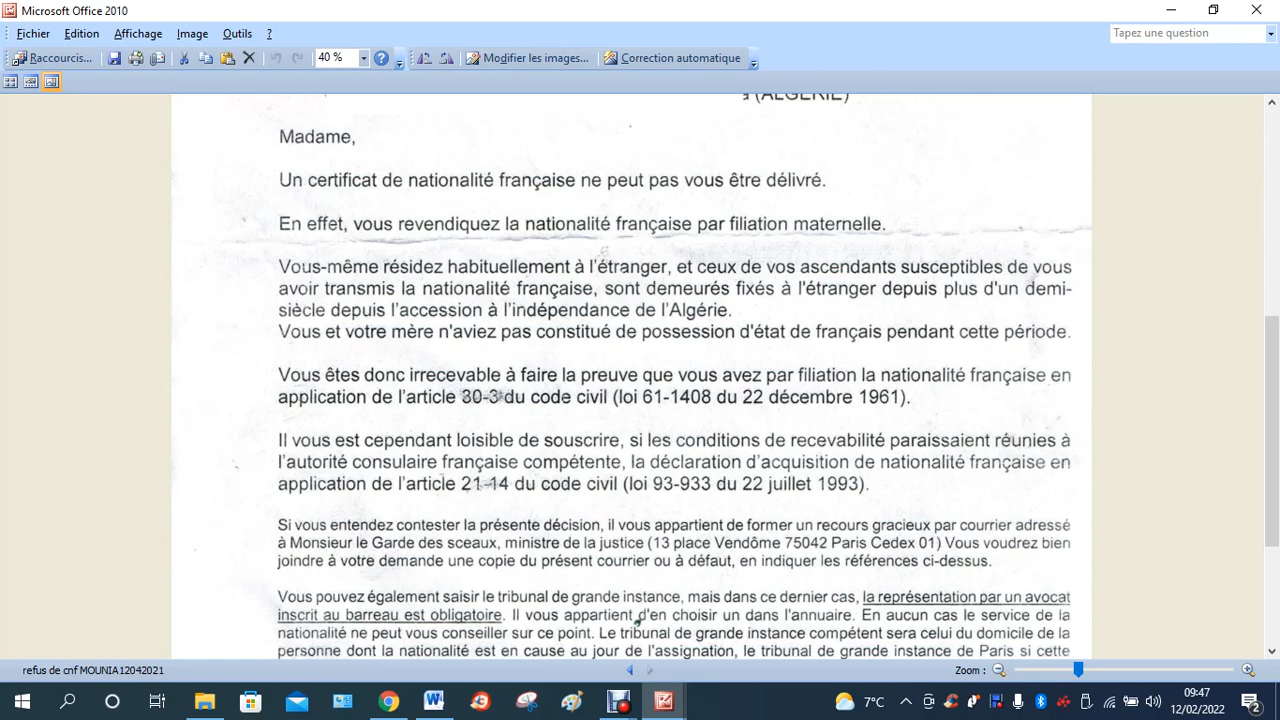 Microsoft Office 2010
Fichier Edition Affichage Image Outils ?
Tapez une question
Raccourcis... 40 % Modifier les images... Correction automatique
(ALGERIE)
Madame,
Un certificat de nationalité française ne peut pas vous être délivré.
En effet, vous revendiquez la nationalité française par filiation maternelle.
Vous-même résidez habituellement à l'étranger, et ceux de vos ascendants susceptibles de vous
avoir transmis la nationalité française, sont demeurés fixés à l'étranger depuis plus d'un demi-
siècle depuis l'accession à l'indépendance de l'Algérie.
Vous et votre mère n'aviez pas constitué de possession d'état de français pendant cette période.
Vous êtes donc irrecevable à faire la preuve que vous avez par filiation la nationalité française en
application de l'article 30-3 du code civil (loi 61-1408 du 22 décembre 1961).
Il vous est cependant loisible de souscrire, si les conditions de recevabilité paraissaient réunies à
l'autorité consulaire française compétente, la déclaration d'acquisition de nationalité française en
application de l'article 21-14 du code civil (loi 93-933 du 22 juillet 1993).
Si vous entendez contester la présente décision, il vous appartient de former un recours gracieux par courrier adressé
à Monsieur le Garde des sceaux, ministre de la justice (13 place Vendôme 75042 Paris Cedex 01) Vous voudrez bien
joindre à votre demande une copie du présent courrier ou à défaut, en indiquer les références ci-dessus.
Vous pouvez également saisir le tribunal de grande instance, mais dans ce dernier cas, la représentation par un avocat
inscrit au barreau est obligatoire. Il vous appartient d'en choisir un dans l'annuaire. En aucun cas le service de la
nationalité ne peut vous conseiller sur ce point. Le tribunal de grande instance compétent sera celui du domicile de la
personne dont la nationalité est en cause au jour de l'assignation, le tribunal de grande instance de Paris si cette
refus de cnf MOUNIA12042021
Zoom :
7°C
09:47
12/02/2022
2